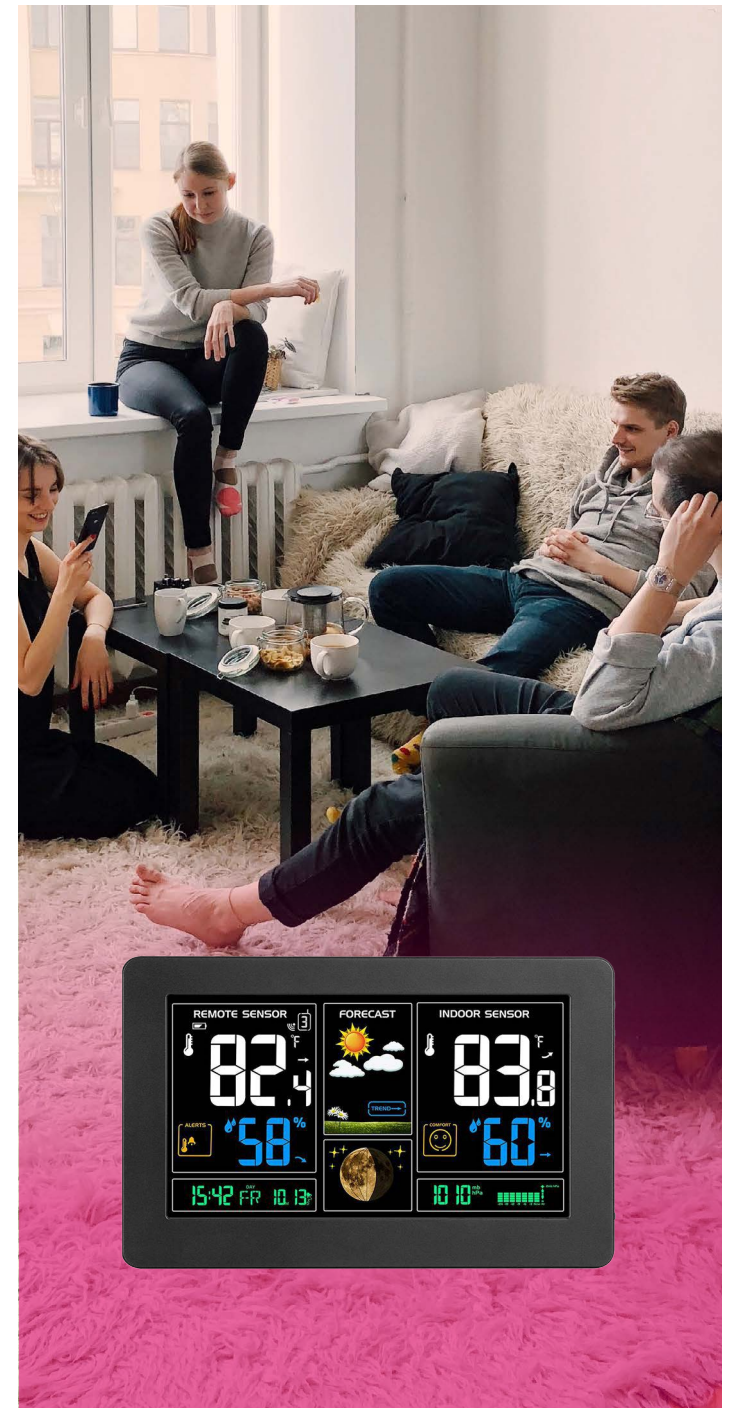 REMOTE SENSOR
3
82.4 °F
ALERTS
58%
FORECAST
TREND→
INDOOR SENSOR
83.8 °F
COMFORT
60%
15:42 DAY FR 10. 13
1010 mb hPa